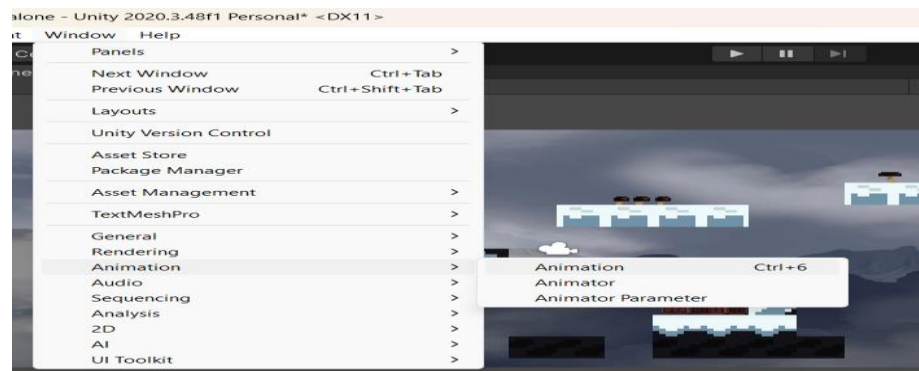 alone - Unity 2020.3.48f1 Personal* <DX11>
Window Help
Panels >
Next Window Ctrl+Tab
Previous Window Ctrl+Shift+Tab
Layouts >
Unity Version Control
Asset Store
Package Manager
Asset Management >
TextMeshPro >
General >
Rendering >
Animation >
Animation Ctrl+6
Audio >
Animator
Sequencing >
Animator Parameter
Analysis >
2D >
AI >
UI Toolkit >